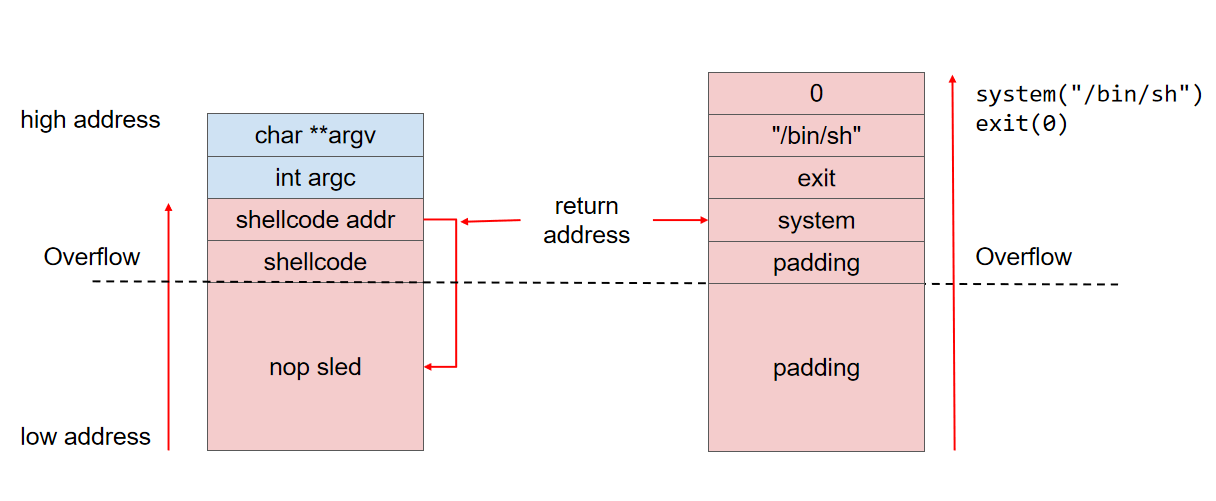 high address
char **argv
int argc
shellcode addr
shellcode
nop sled
Overflow
low address
return
address
0
"/bin/sh"
exit
system
padding
padding
system("/bin/sh")
exit(0)
Overflow